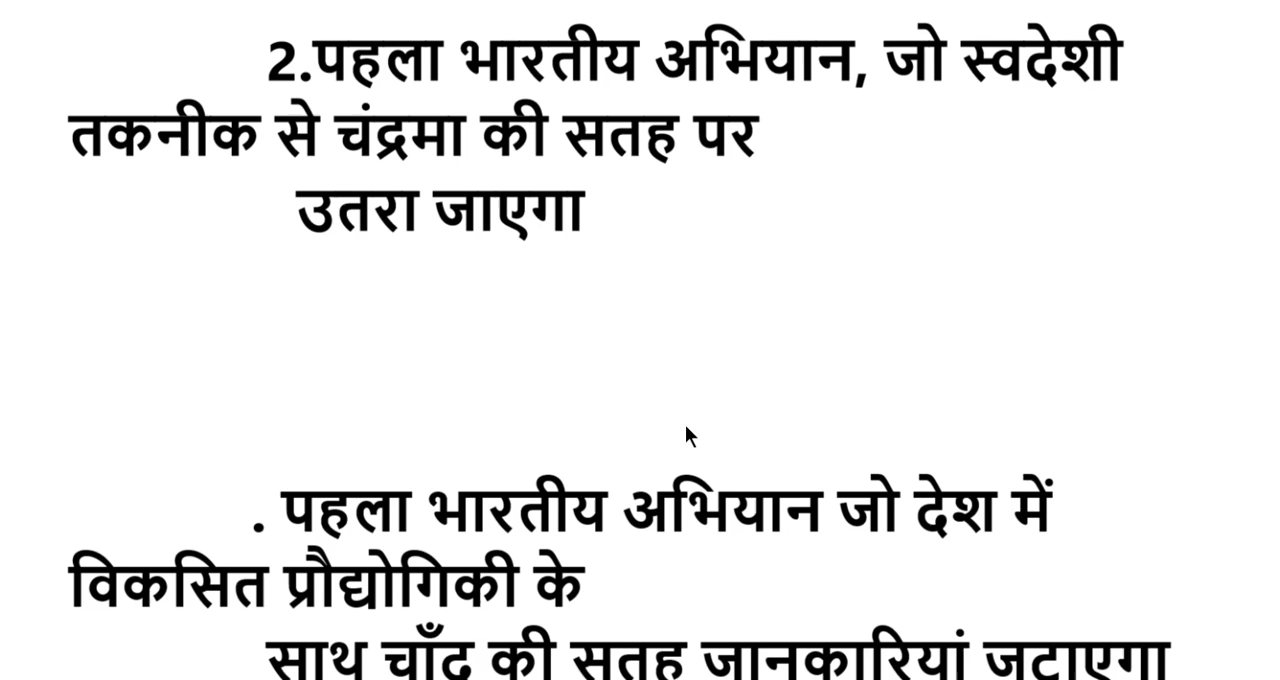 2.पहला भारतीय अभियान, जो स्वदेशी
तकनीक से चंद्रमा की सतह पर
उतरा जाएगा
. पहला भारतीय अभियान जो देश में
विकसित प्रौद्योगिकी के
साथ चाँद की सतह जानकारियां जुटाएगा